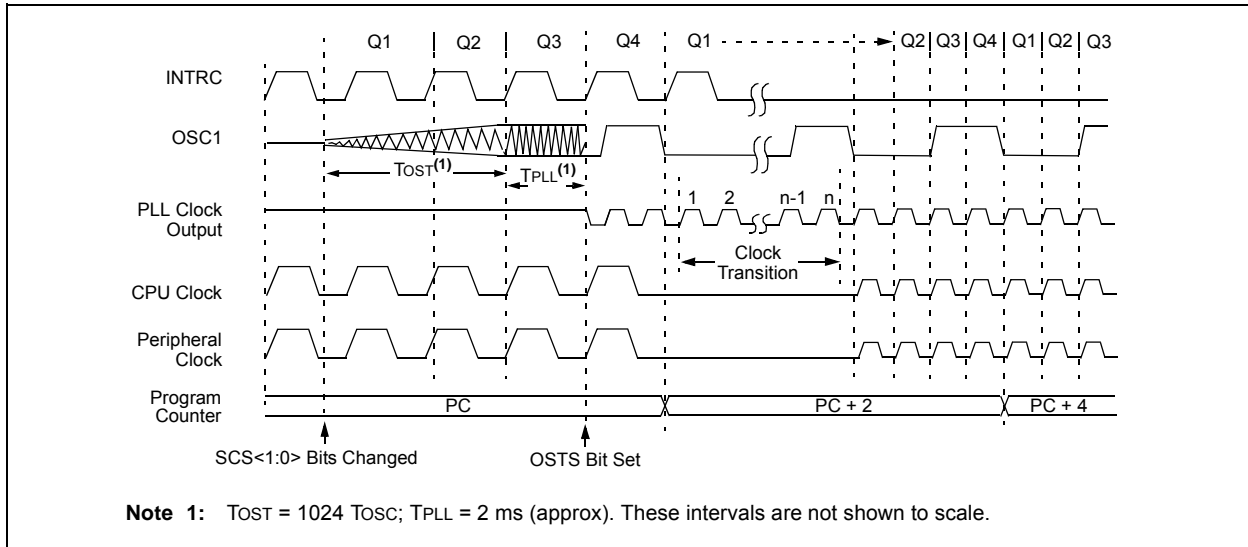 Q1 Q2 Q3 Q4 Q1 Q2 Q3 Q4 Q1 Q2 Q3
INTRC
OSC1
TOST(1) TPLL(1)
1 2 n-1 n
PLL Clock
Output
Clock
Transition
CPU Clock
Peripheral
Clock
Program
Counter
PC PC + 2 PC + 4
SCS<1:0> Bits Changed OSTS Bit Set
Note 1: TOST = 1024 TOSC; TPLL = 2 ms (approx). These intervals are not shown to scale.